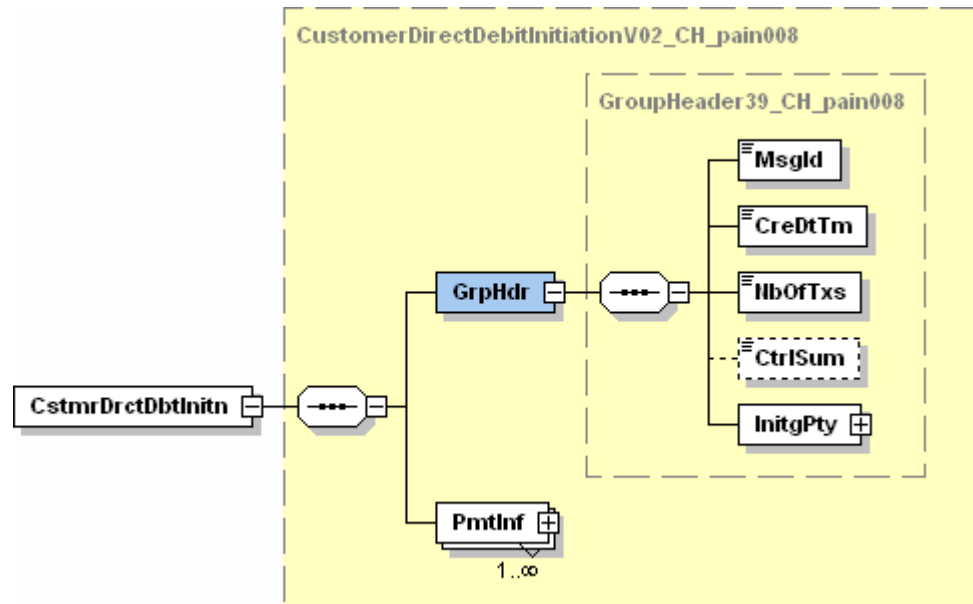 CustomerDirectDebitInitiationV02_CH_pain008
GroupHeader39_CH_pain008
MsgId
CreDtTm
GrpHdr
NbOfTxs
CtrlSum
CstmrDrctDbtInitn
InitgPty
PmtInf
1..∞